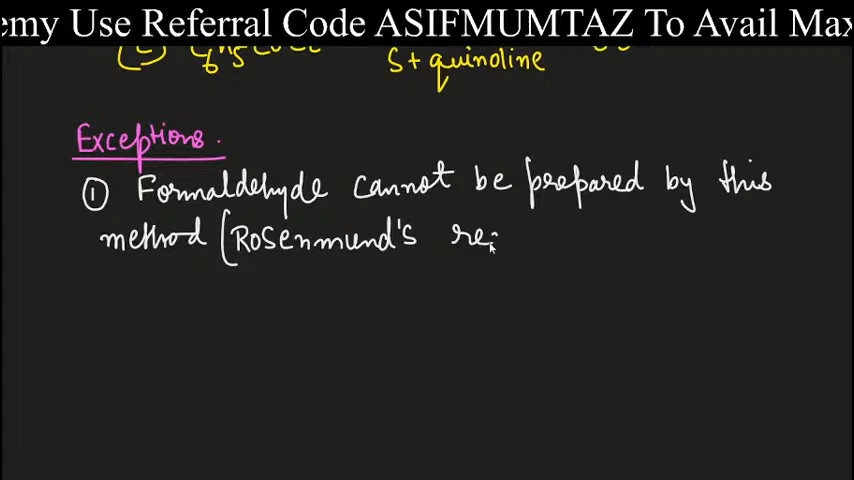 emy Use Referral Code ASIFMUMTAZ To Avail Max
S+ quinoline
Exceptions.
① Formaldehyde cannot be prepared by this
method (Rosenmund's re